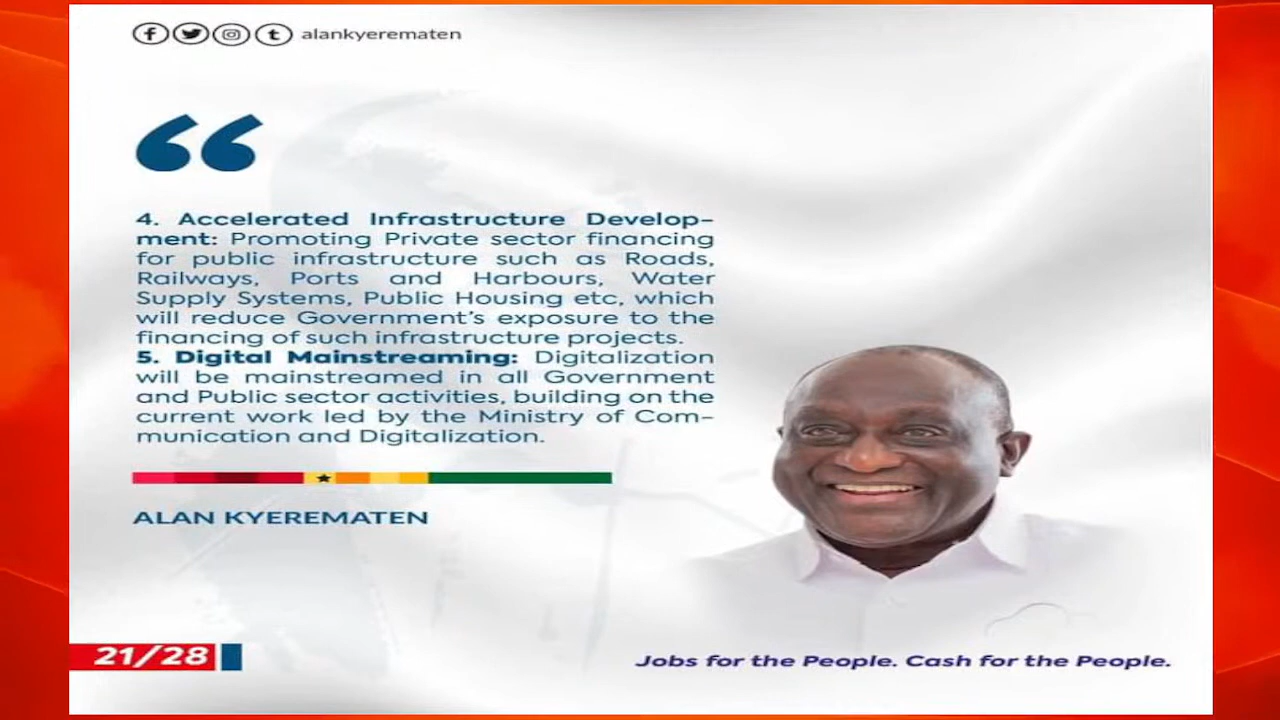 alankyerematen
“
4. Accelerated Infrastructure Develop-
ment: Promoting Private sector financing
for public infrastructure such as Roads,
Railways, Ports and Harbours, Water
Supply Systems, Public Housing etc, which
will reduce Government's exposure to the
financing of such infrastructure projects.
5. Digital Mainstreaming: Digitalization
will be mainstreamed in all Government
and Public sector activities, building on the
current work led by the Ministry of Com-
munication and Digitalization.
ALAN KYEREMATEN
21/28
Jobs for the People. Cash for the People.